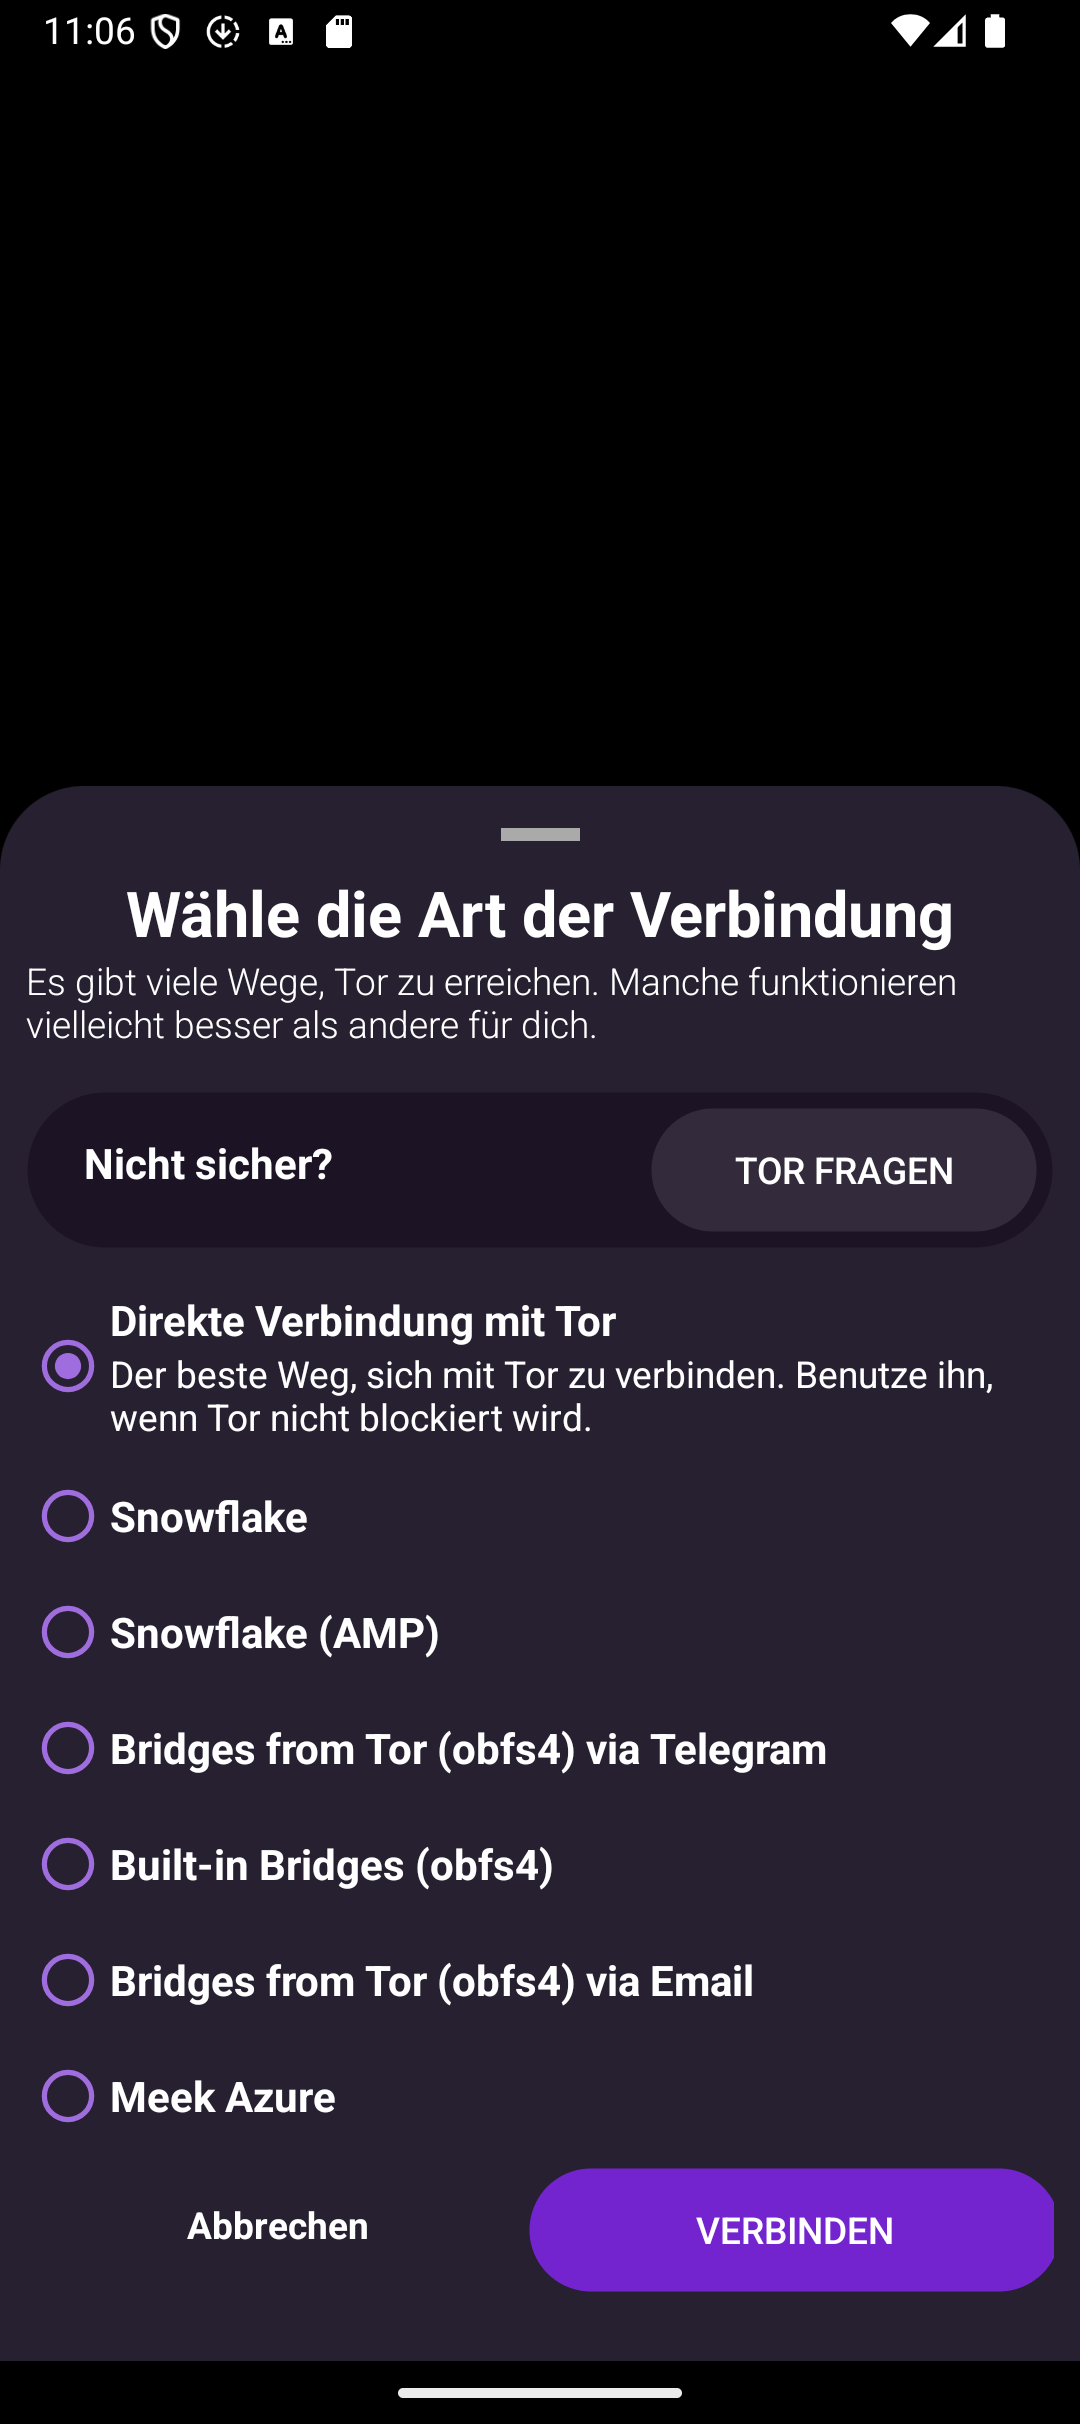 11:06
Wähle die Art der Verbindung
Es gibt viele Wege, Tor zu erreichen. Manche funktionieren
vielleicht besser als andere für dich.
Nicht sicher?
TOR FRAGEN
Direkte Verbindung mit Tor
Der beste Weg, sich mit Tor zu verbinden. Benutze ihn,
wenn Tor nicht blockiert wird.
Snowflake
Snowflake (AMP)
Bridges from Tor (obfs4) via Telegram
Built-in Bridges (obfs4)
Bridges from Tor (obfs4) via Email
Meek Azure
Abbrechen
VERBINDEN